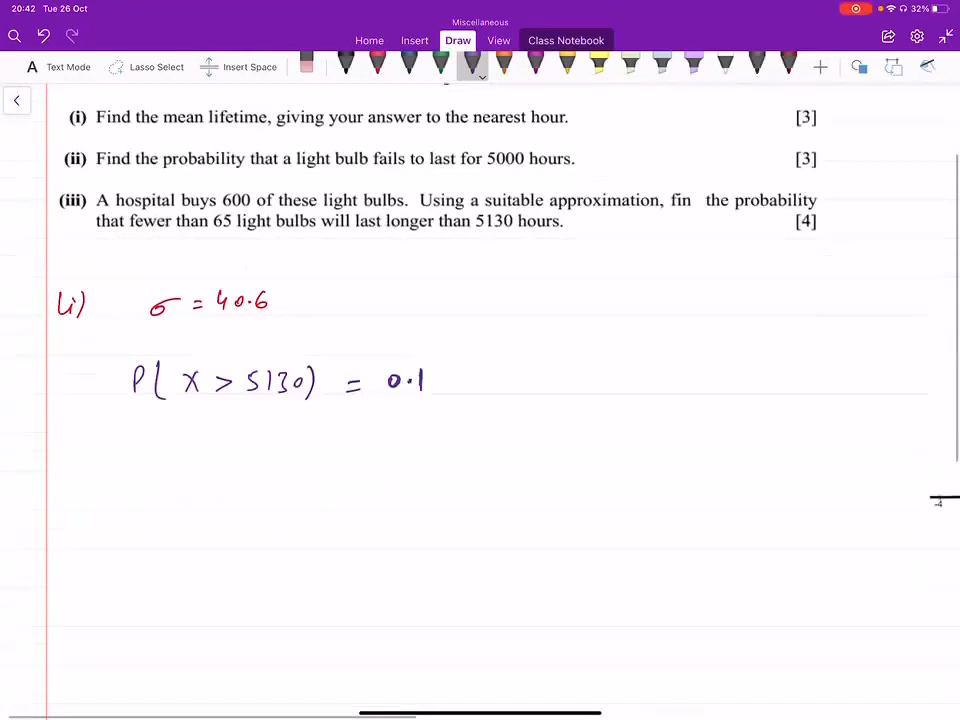 20:42 Tue 26 Oct
32%
Miscellaneous
Home Insert Draw View Class Notebook
A Text Mode Lasso Select Insert Space
(i) Find the mean lifetime, giving your answer to the nearest hour. [3]
(ii) Find the probability that a light bulb fails to last for 5000 hours. [3]
(iii) A hospital buys 600 of these light bulbs. Using a suitable approximation, fin the probability
that fewer than 65 light bulbs will last longer than 5130 hours. [4]
(i) σ = 40.6
P( X > 5130) = 0.1
-4